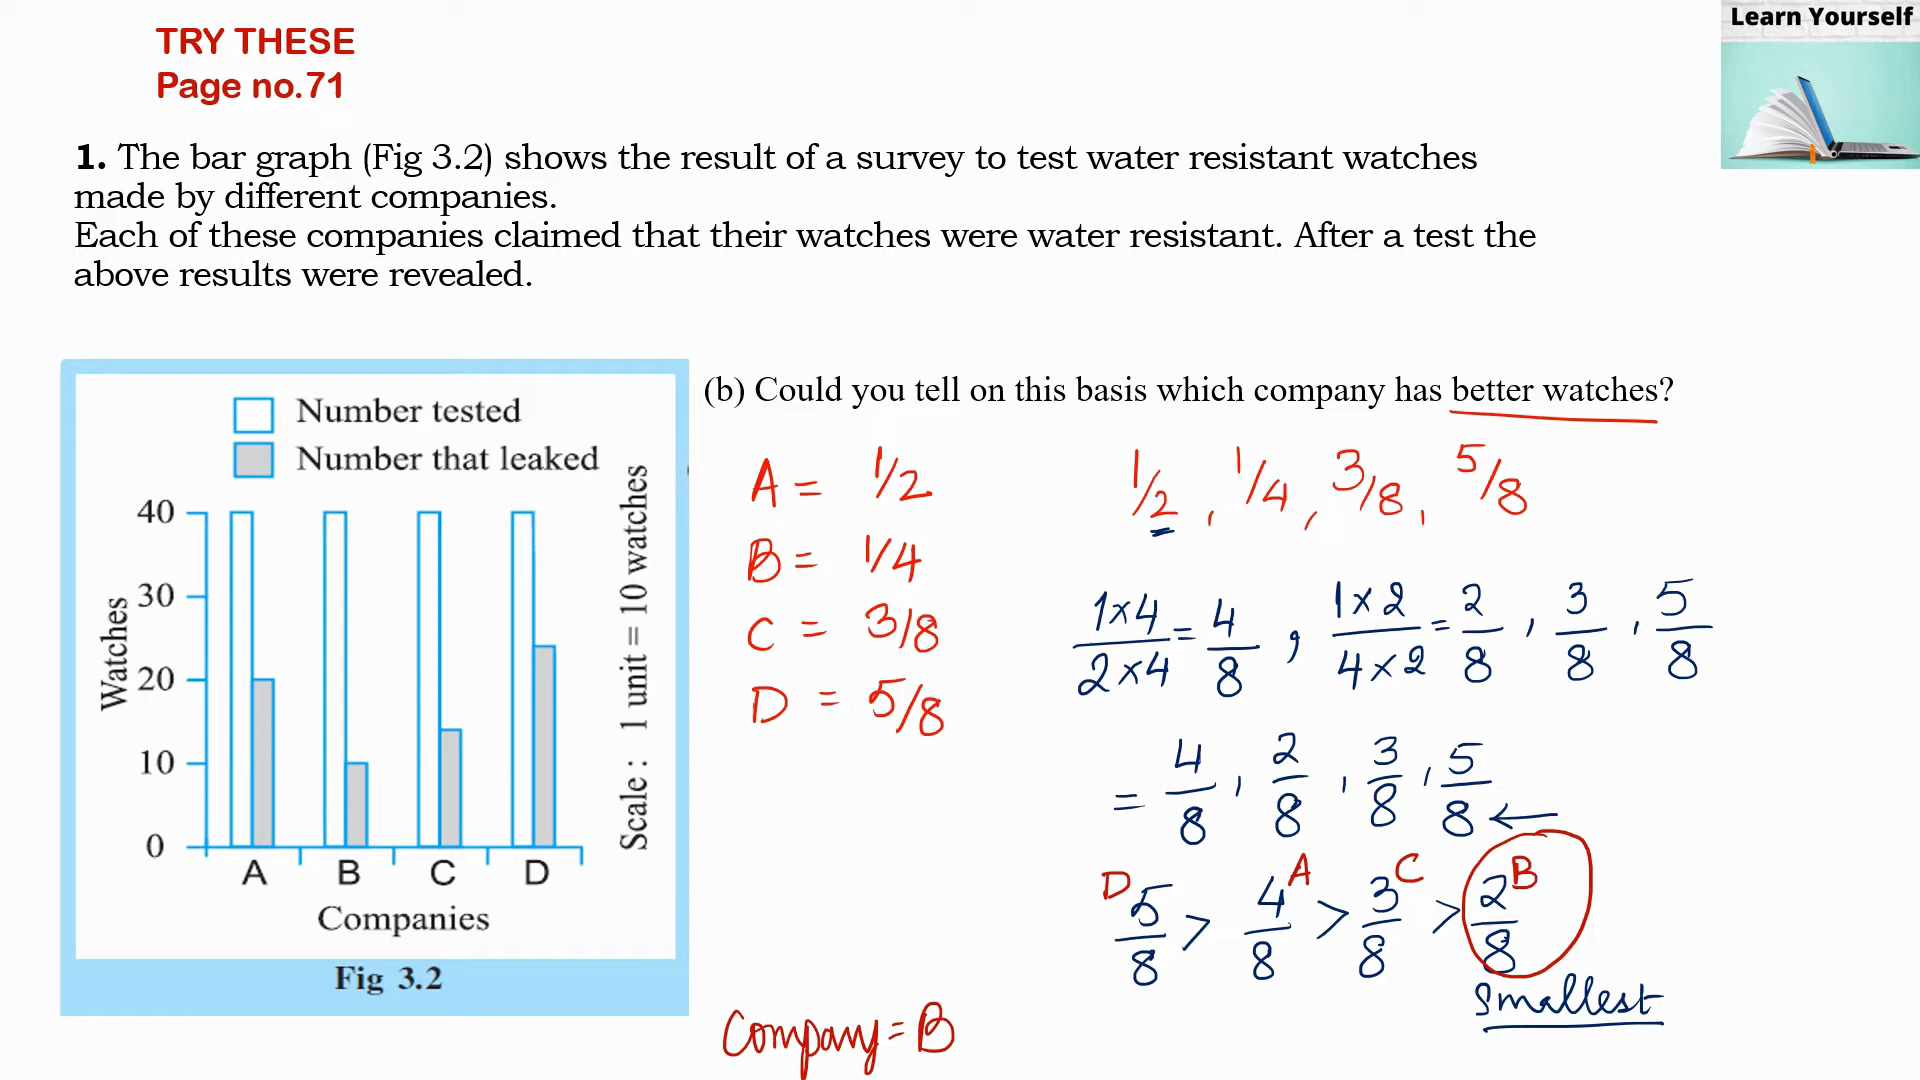 TRY THESE
Page no.71
Learn Yourself
1. The bar graph (Fig 3.2) shows the result of a survey to test water resistant watches
made by different companies.
Each of these companies claimed that their watches were water resistant. After a test the
above results were revealed.
Number tested
Number that leaked
40
30
20
10
0
Watches
A B C D
Companies
Scale : 1 unit = 10 watches
Fig 3.2
(b) Could you tell on this basis which company has better watches?
A = 1/2
B = 1/4
C = 3/8
D = 5/8
1/2, 1/4, 3/8, 5/8
1×4/2×4 = 4/8, 1×2/4×2 = 2/8, 3/8, 5/8
= 4/8, 2/8, 3/8, 5/8 ←
D 5/8 > 4/8 A > 3/8 C > 2/8 B
Smallest
Company = B